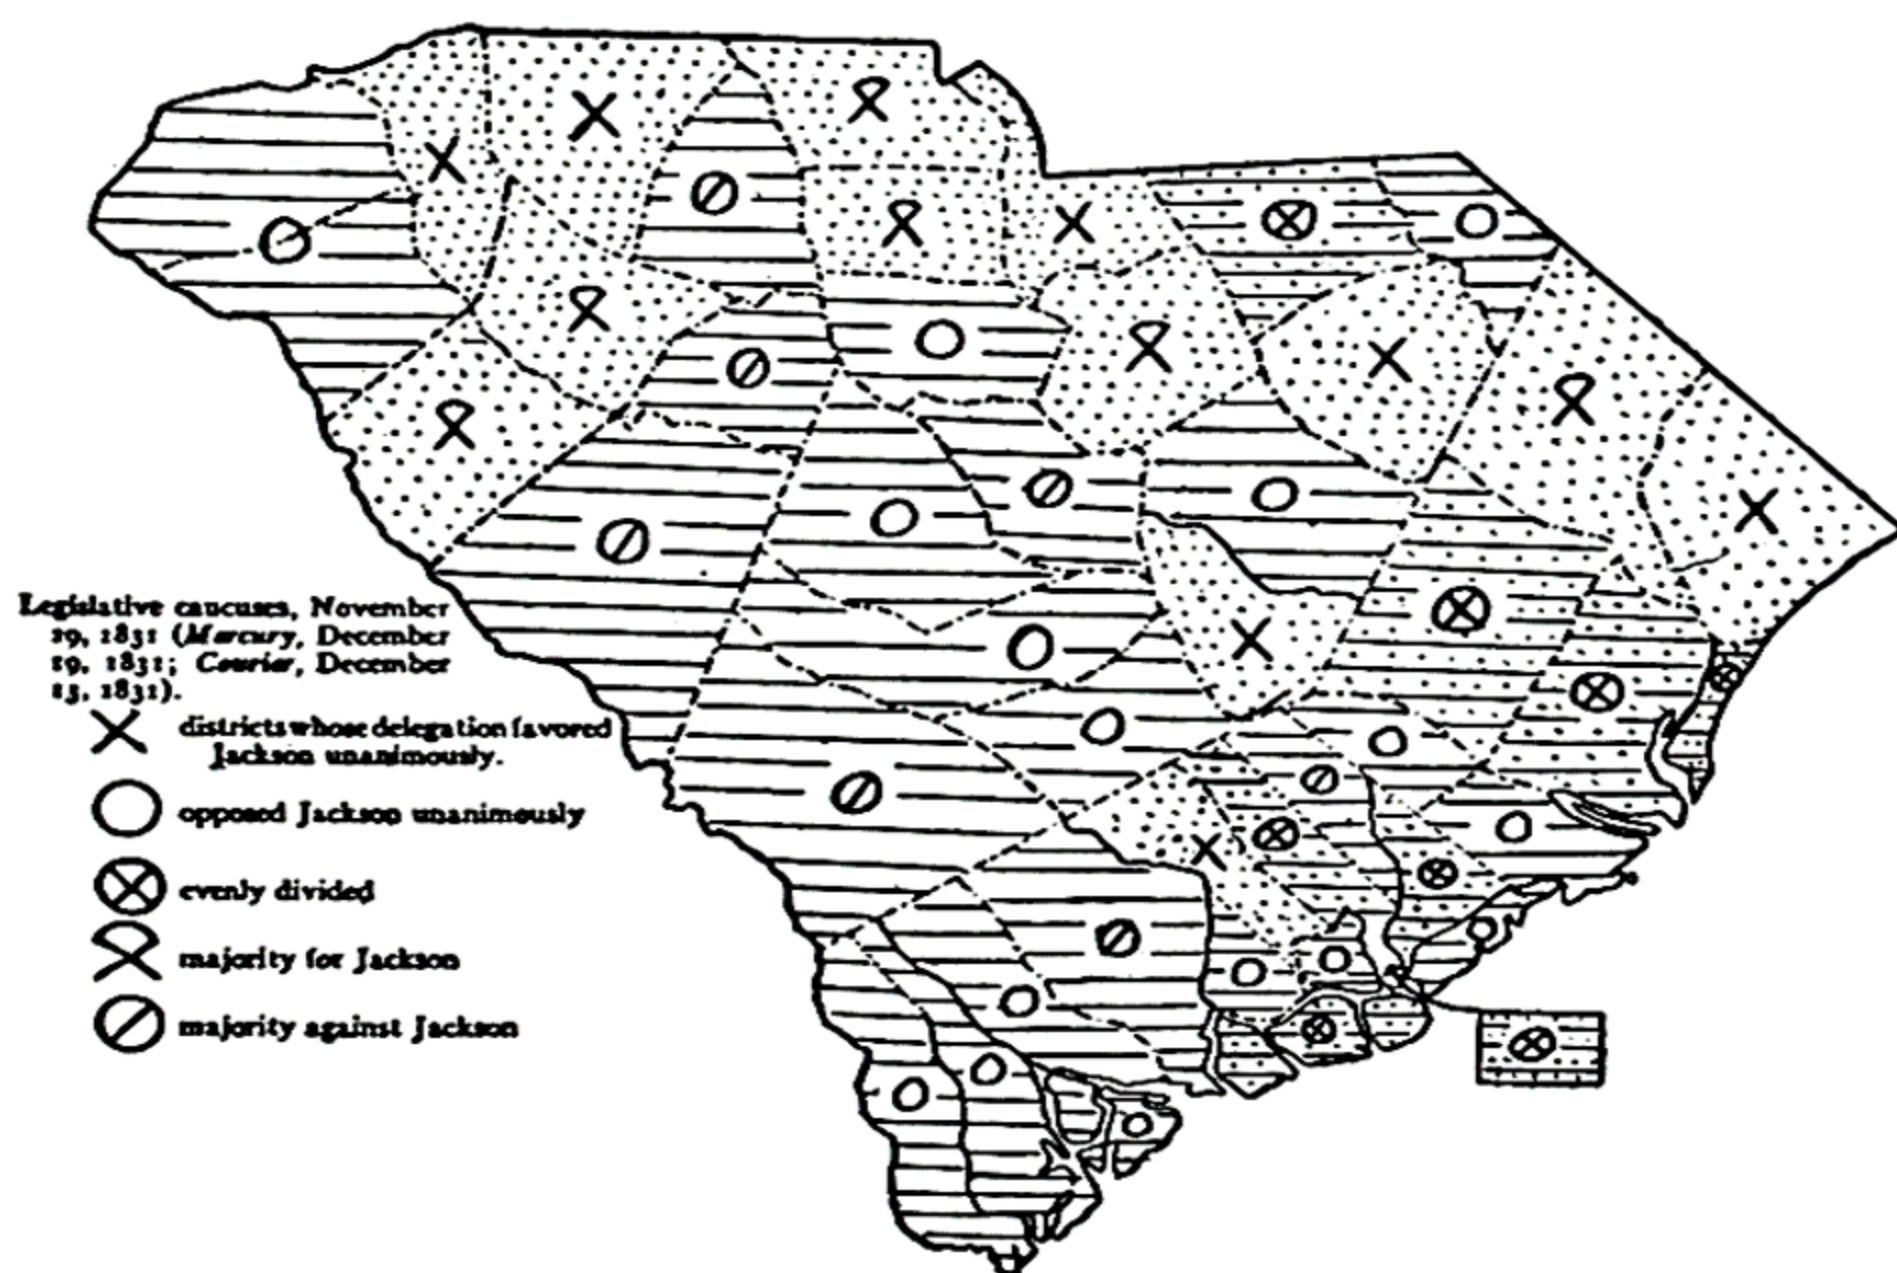 Legislative caucuses, November
29, 1831 (Mercury, December
19, 1831; Courier, December
13, 1831).
districts whose delegation favored
Jackson unanimously.
opposed Jackson unanimously
evenly divided
majority for Jackson
majority against Jackson